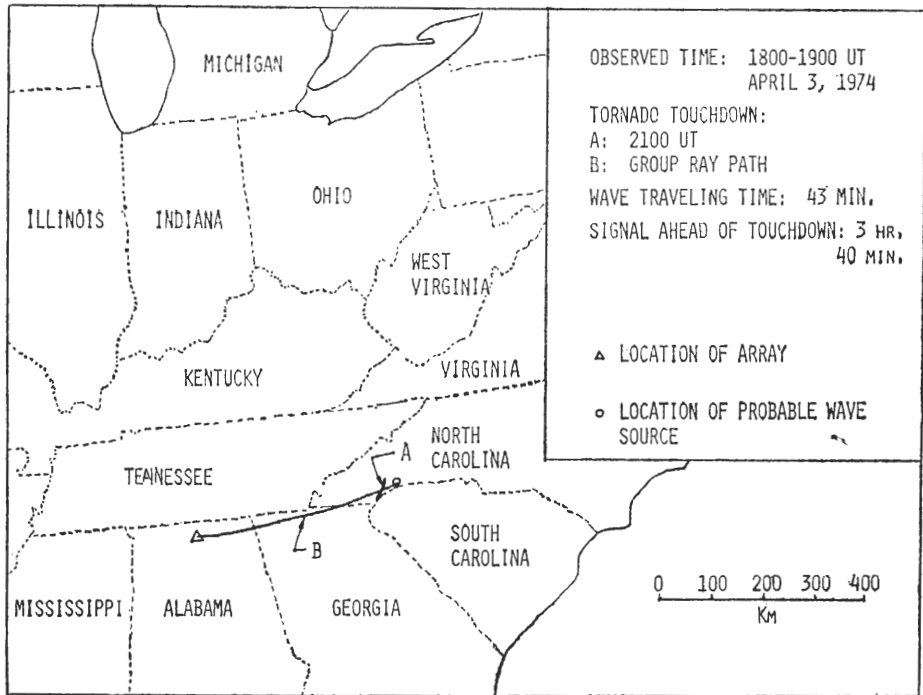 MICHIGAN
ILLINOIS
INDIANA
OHIO
WEST
VIRGINIA
KENTUCKY
VIRGINIA
TENNESSEE
NORTH
CAROLINA
A
B
SOUTH
CAROLINA
MISSISSIPPI
ALABAMA
GEORGIA
OBSERVED TIME: 1800-1900 UT
APRIL 3, 1974
TORNADO TOUCHDOWN:
A: 2100 UT
B: GROUP RAY PATH
WAVE TRAVELING TIME: 43 MIN.
SIGNAL AHEAD OF TOUCHDOWN: 3 HR,
40 MIN.
LOCATION OF ARRAY
LOCATION OF PROBABLE WAVE
SOURCE
0 100 200 300 400
KM